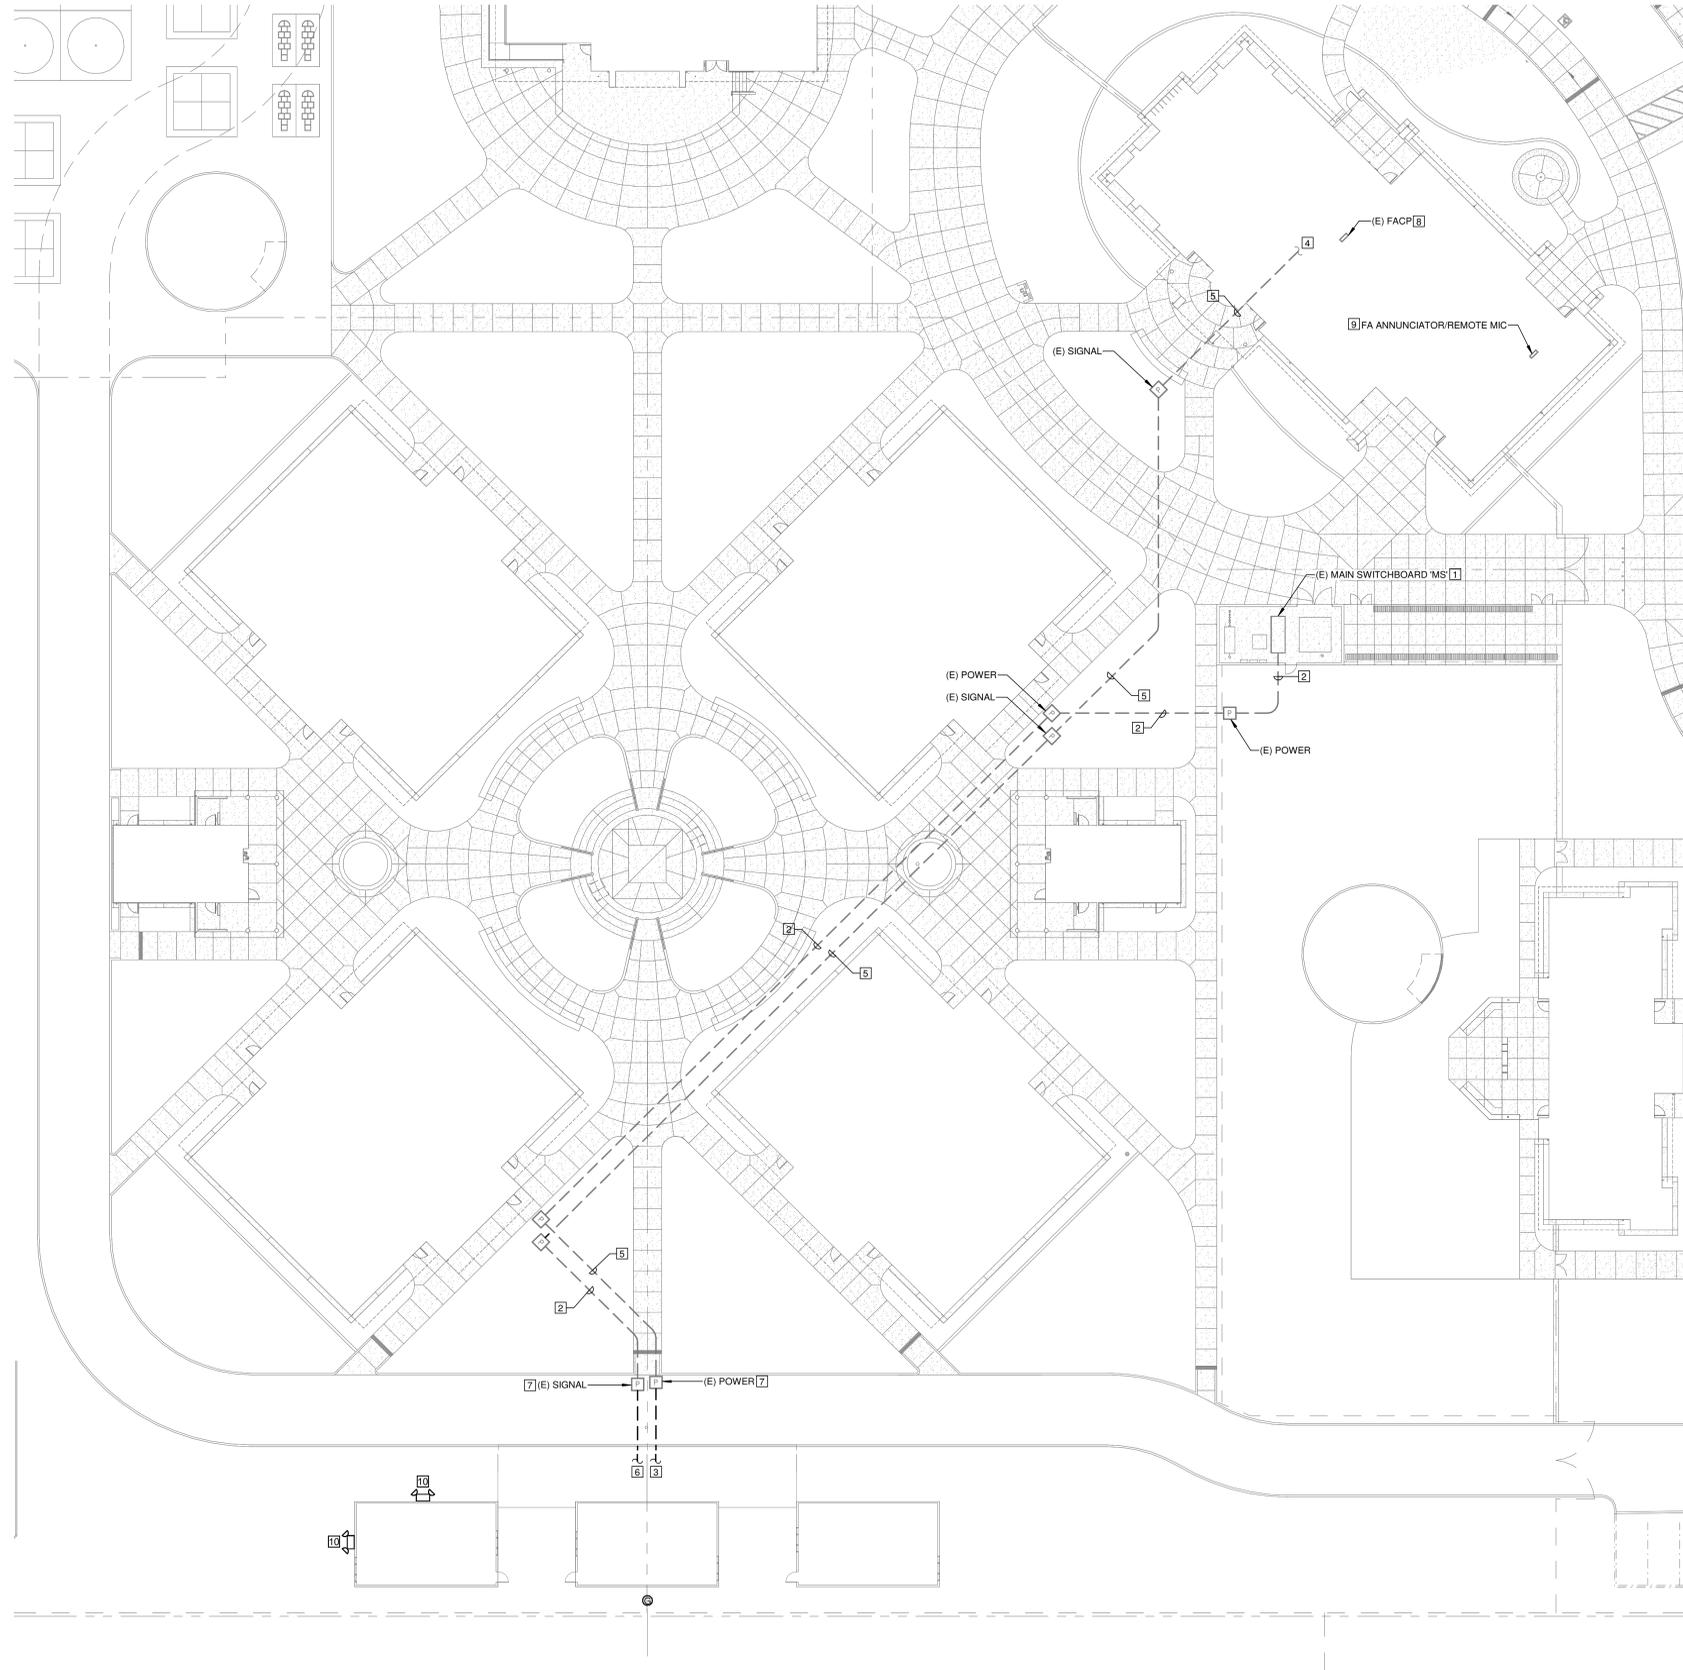 (E) FACP 8
4
5
9 FA ANNUNCIATOR/REMOTE MIC
(E) SIGNAL
P
(E) MAIN SWITCHBOARD 'MS' 1
2
(E) POWER
5
(E) SIGNAL
P
P
2
P
(E) POWER
2
5
P
P
5
2
7 (E) SIGNAL
P
P
(E) POWER 7
6
3
10
10